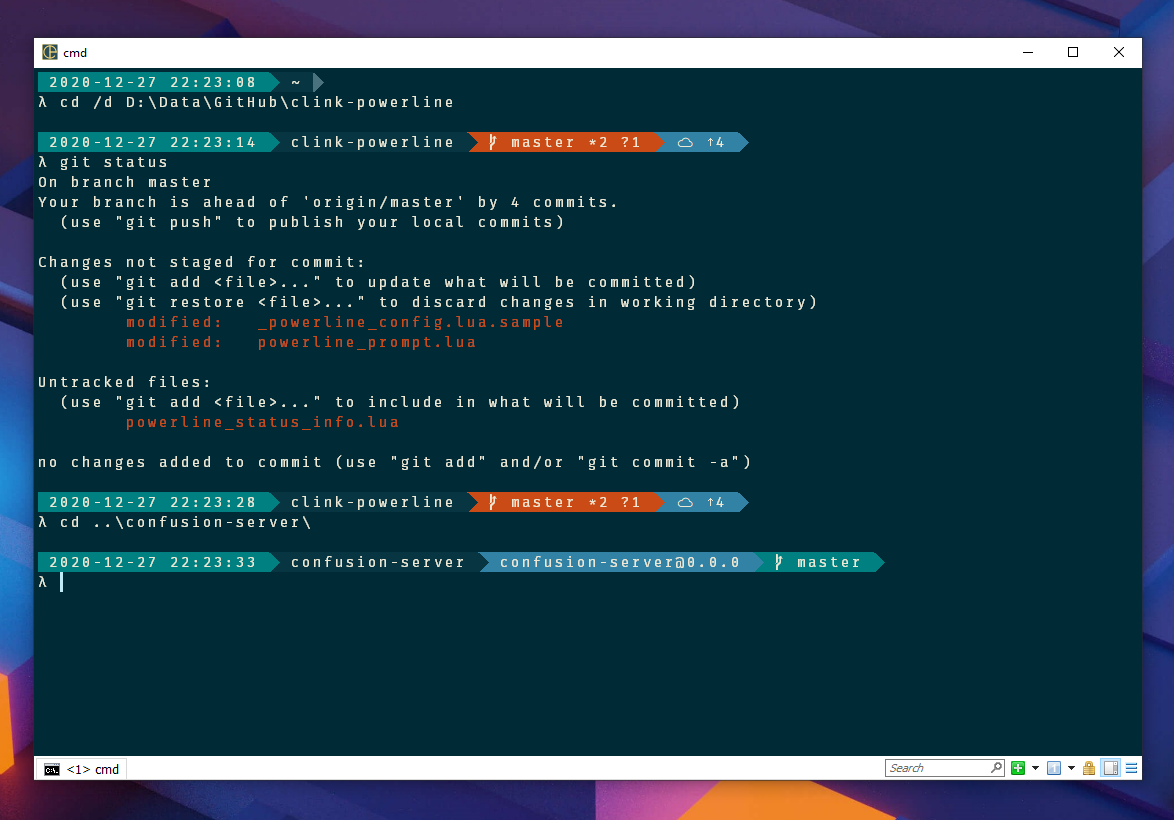 cmd
2020-12-27 22:23:08 ~
λ cd /d D:\Data\GitHub\clink-powerline
2020-12-27 22:23:14 clink-powerline master *2 ?1 ↑4
λ git status
On branch master
Your branch is ahead of 'origin/master' by 4 commits.
(use "git push" to publish your local commits)
Changes not staged for commit:
(use "git add <file>..." to update what will be committed)
(use "git restore <file>..." to discard changes in working directory)
modified: _powerline_config.lua.sample
modified: powerline_prompt.lua
Untracked files:
(use "git add <file>..." to include in what will be committed)
powerline_status_info.lua
no changes added to commit (use "git add" and/or "git commit -a")
2020-12-27 22:23:28 clink-powerline master *2 ?1 ↑4
λ cd ..\confusion-server\
2020-12-27 22:23:33 confusion-server confusion-server@0.0.0 master
λ
<1> cmd
Search